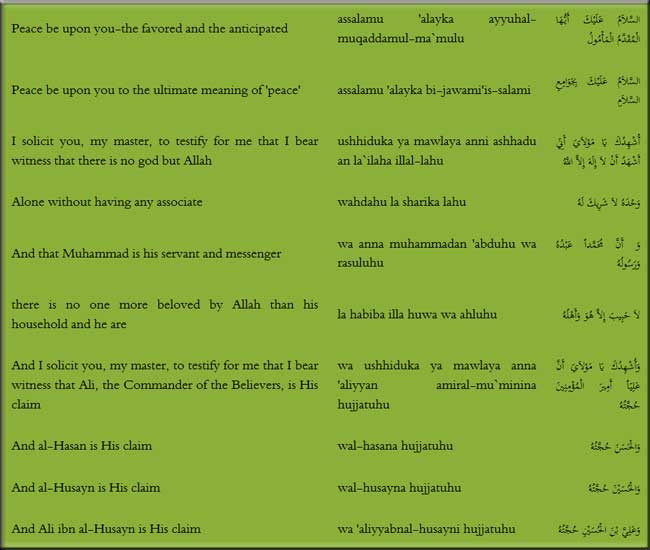 Peace be upon you-the favored and the anticipated
assalamu 'alayka ayyuhal-
muqaddamul-ma`mulu
السَّلاَمُ عَلَيْكَ أَيُّهَا
الْمُقَدَّمُ الْمَأْمُولُ
Peace be upon you to the ultimate meaning of 'peace'
assalamu 'alayka bi-jawami'is-salami
السَّلاَمُ عَلَيْكَ بِجَوَامِعِ
السَّلاَمِ
I solicit you, my master, to testify for me that I bear
witness that there is no god but Allah
ushhiduka ya mawlaya anni ashhadu
an la`ilaha illal-lahu
أُشْهِدُكَ يَا مَوْلاَيَ أَنِّي
أَشْهَدُ أَنْ لاَ إِلٰهَ إِلاَّ اللَّهُ
Alone without having any associate
wahdahu la sharika lahu
وَحْدَهُ لاَ شَرِيكَ لَهُ
And that Muhammad is his servant and messenger
wa anna muhammadan 'abduhu wa
rasuluhu
وَ أَنَّ مُحَمَّداً عَبْدُهُ
وَرَسُولُهُ
there is no one more beloved by Allah than his
household and he are
la habiba illa huwa wa ahluhu
لاَ حَبِيبَ إِلاَّ هُوَ وَأَهْلُهُ
And I solicit you, my master, to testify for me that I bear
witness that Ali, the Commander of the Believers, is His
claim
wa ushhiduka ya mawlaya anna
'aliyyan amiral-mu`minina
hujjatuhu
وَأُشْهِدُكَ يَا مَوْلاَيَ أَنَّ
عَلِيّاً أَمِيرَ الْمُؤْمِنِينَ
حُجَّتُهُ
And al-Hasan is His claim
wal-hasana hujjatuhu
وَالْحَسَنَ حُجَّتُهُ
And al-Husayn is His claim
wal-husayna hujjatuhu
وَالْحُسَيْنَ حُجَّتُهُ
And Ali ibn al-Husayn is His claim
wa 'aliyyabnal-husayni hujjatuhu
وَعَلِيَّ بْنَ الْحُسَيْنِ حُجَّتُهُ